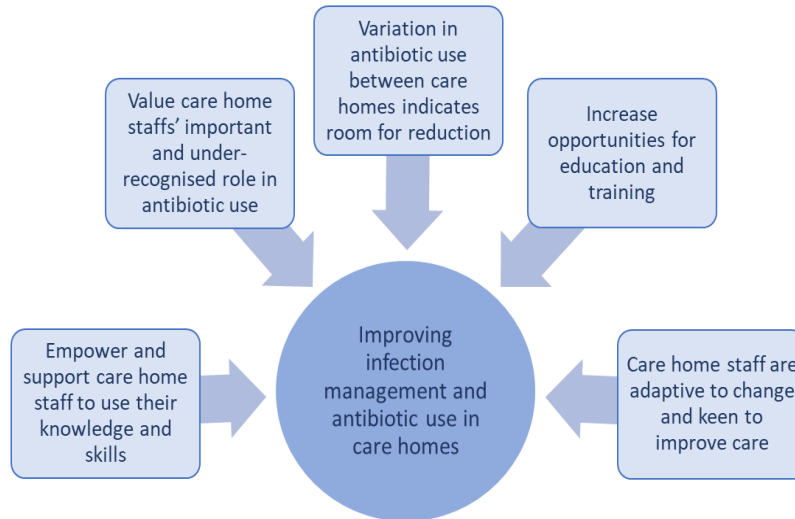 Variation in
antibiotic use
between care
homes indicates
room for reduction
Value care home
staffs' important
and under-
recognised role in
antibiotic use
Increase
opportunities for
education and
training
Empower and
support care home
staff to use their
knowledge and
skills
Improving
infection
management and
antibiotic use in
care homes
Care home staff are
adaptive to change
and keen to
improve care